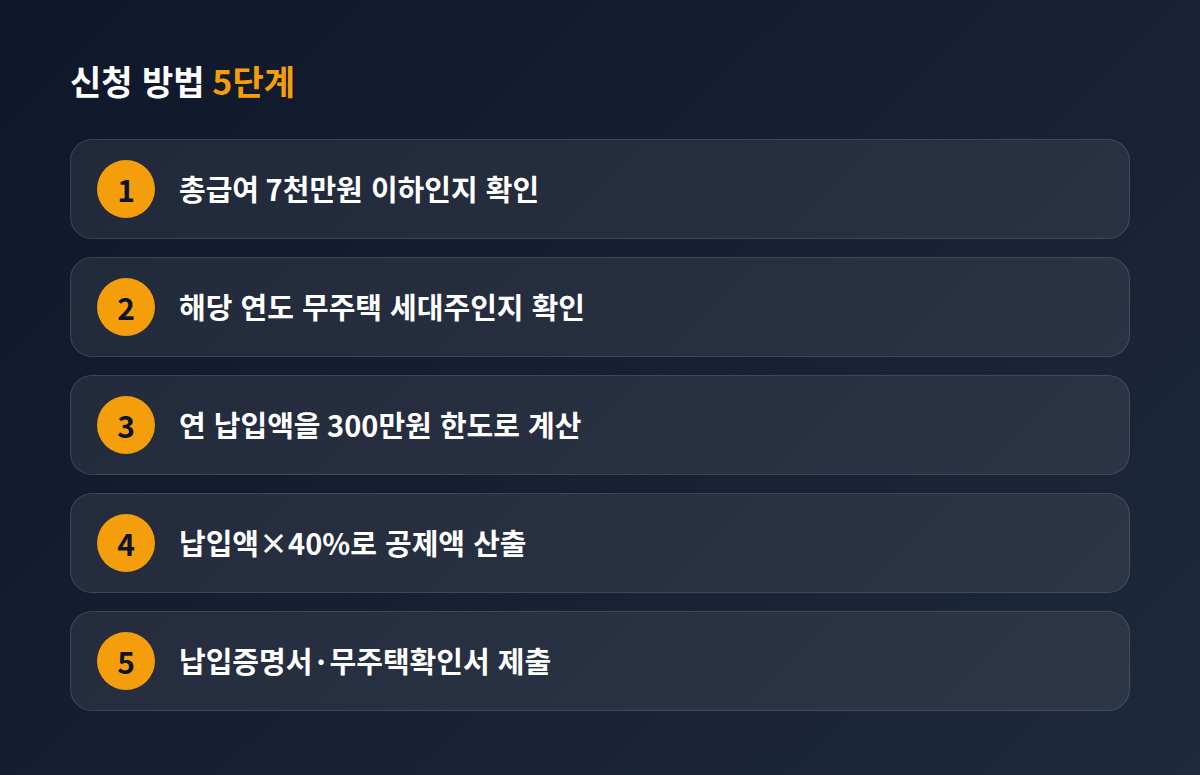 신청 방법 5단계
1 총급여 7천만원 이하인지 확인
2 해당 연도 무주택 세대주인지 확인
3 연 납입액을 300만원 한도로 계산
4 납입액×40%로 공제액 산출
5 납입증명서·무주택확인서 제출